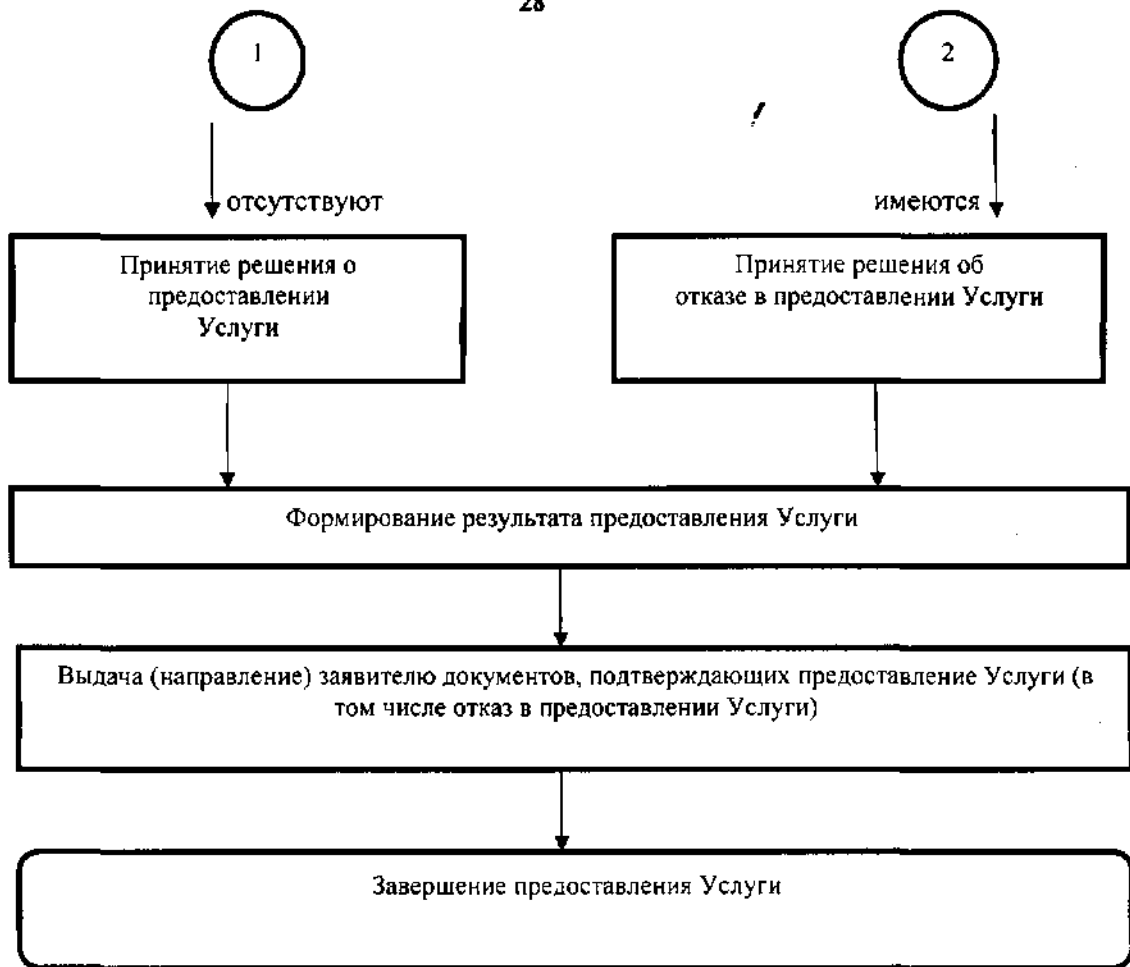 28
1
2
отсутствуют
имеются
Принятие решения о
предоставлении
Услуги
Принятие решения об
отказе в предоставлении Услуги
Формирование результата предоставления Услуги
Выдача (направление) заявителю документов, подтверждающих предоставление Услуги (в
том числе отказ в предоставлении Услуги)
Завершение предоставления Услуги